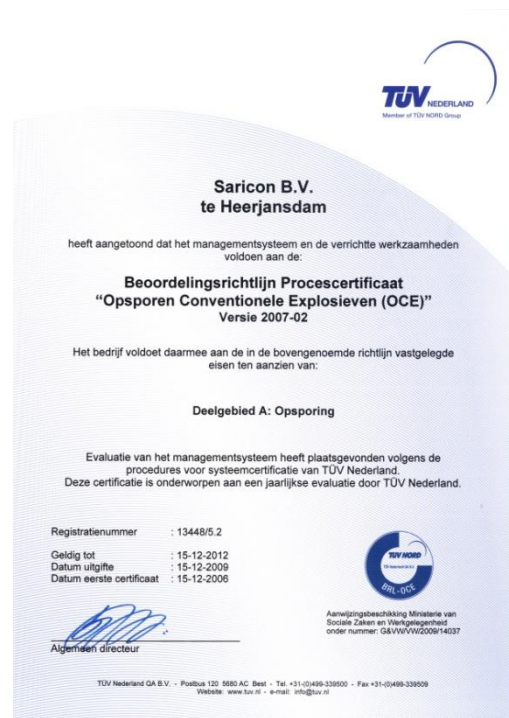 TÜV NEDERLAND
Member of TÜV NORD Group
Saricon B.V.
te Heerjansdam
heeft aangetoond dat het managementsysteem en de verrichtte werkzaamheden
voldoen aan de:
Beoordelingsrichtlijn Procescertificaat
“Opsporen Conventionele Explosieven (OCE)”
Versie 2007-02
Het bedrijf voldoet daarmee aan de in de bovengenoemde richtlijn vastgelegde
eisen ten aanzien van:
Deelgebied A: Opsporing
Evaluatie van het managementsysteem heeft plaatsgevonden volgens de
procedures voor systeemcertificatie van TÜV Nederland.
Deze certificatie is onderworpen aan een jaarlijkse evaluatie door TÜV Nederland.
Registratienummer : 13448/5.2
Geldig tot : 15-12-2012
Datum uitgifte : 15-12-2009
Datum eerste certificaat : 15-12-2006
TÜV NORD
BRL-OCE
Aanwijzingsbeschikking Ministerie van
Sociale Zaken en Werkgelegenheid
onder nummer: G&VW/VW/2009/14037
Algemeen directeur
TÜV Nederland QA B.V. - Postbus 120 5680 AC Best - Tel. +31-(0)499-339500 - Fax +31-(0)499-339509
Website: www.tuv.nl - e-mail: info@tuv.nl